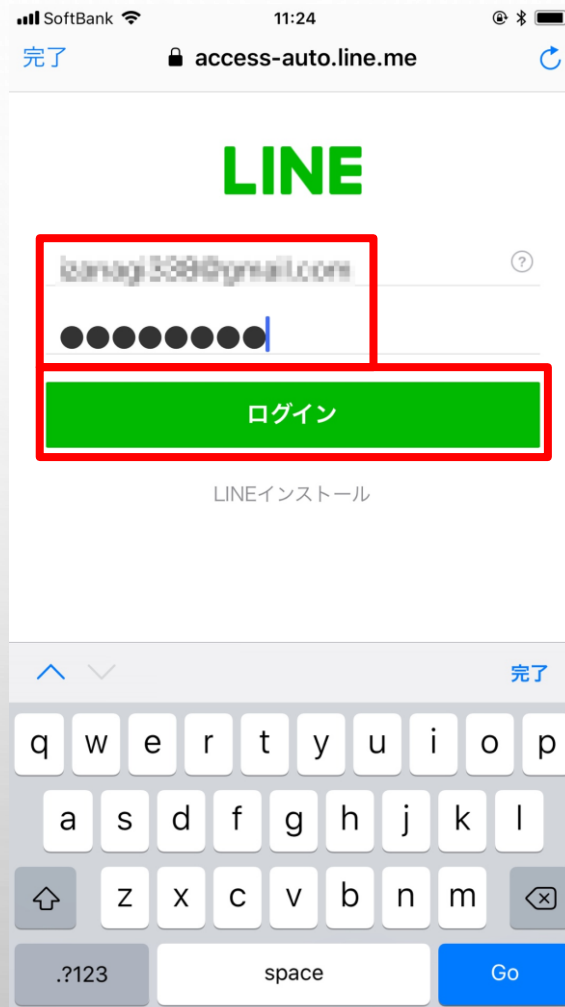 SoftBank 11:24
完了 access-auto.line.me
LINE
?
●●●●●●●●
ログイン
LINEインストール
完了
q w e r t y u i o p
a s d f g h j k l
z x c v b n m
.?123 space Go